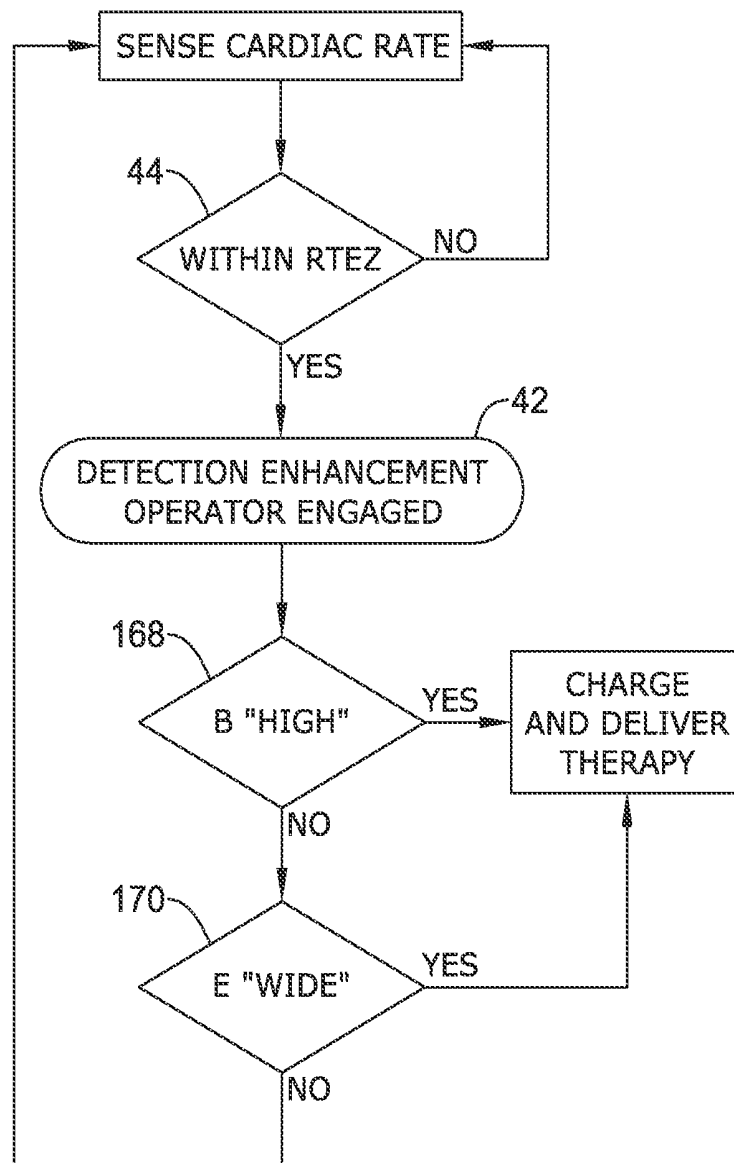 SENSE CARDIAC RATE
44
WITHIN RTEZ
NO
YES
42
DETECTION ENHANCEMENT
OPERATOR ENGAGED
168
B "HIGH"
YES
CHARGE
AND DELIVER
THERAPY
NO
170
E "WIDE"
YES
NO